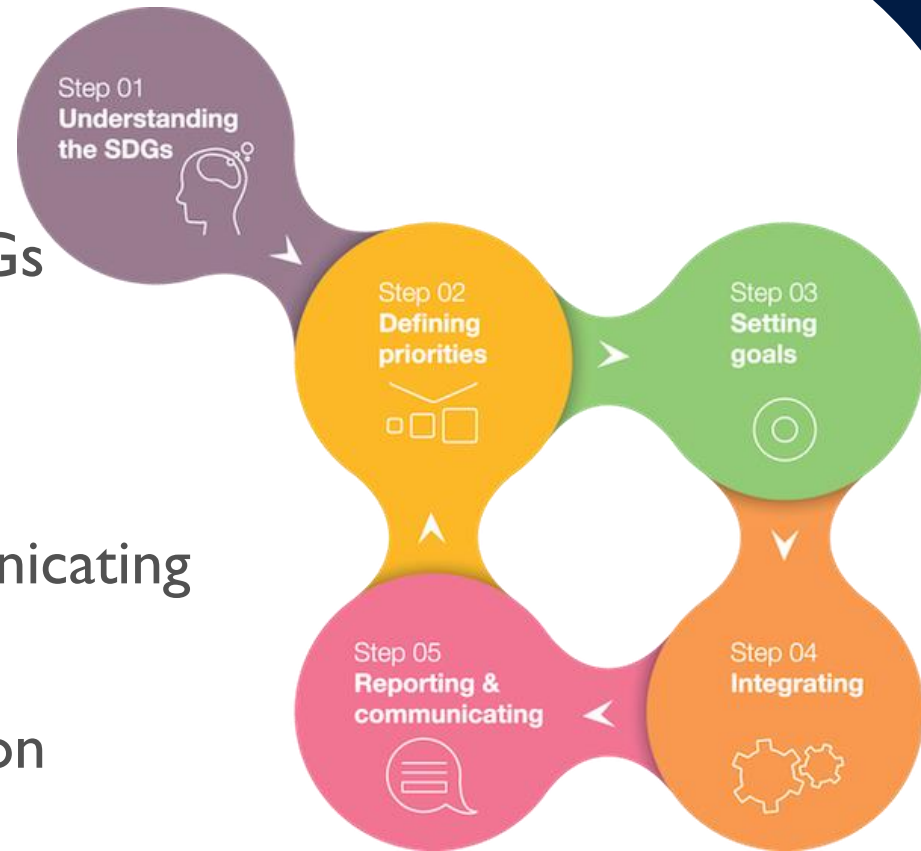 Gs
nicating
on
Step 01
Understanding
the SDGs
Step 02
Defining
priorities
Step 03
Setting
goals
Step 04
Integrating
Step 05
Reporting &
communicating